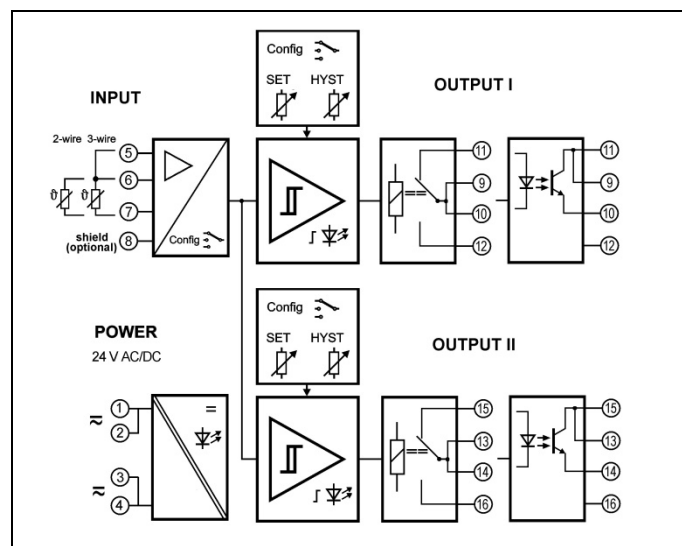 Config
SET HYST
INPUT
OUTPUT I
2-wire 3-wire
5
6
7
8
ϑ ϑ
shield
(optional)
Config
11
9
10
12
11
9
10
12
POWER
24 V AC/DC
Config
SET HYST
OUTPUT II
1
2
3
4
15
13
14
16
15
13
14
16